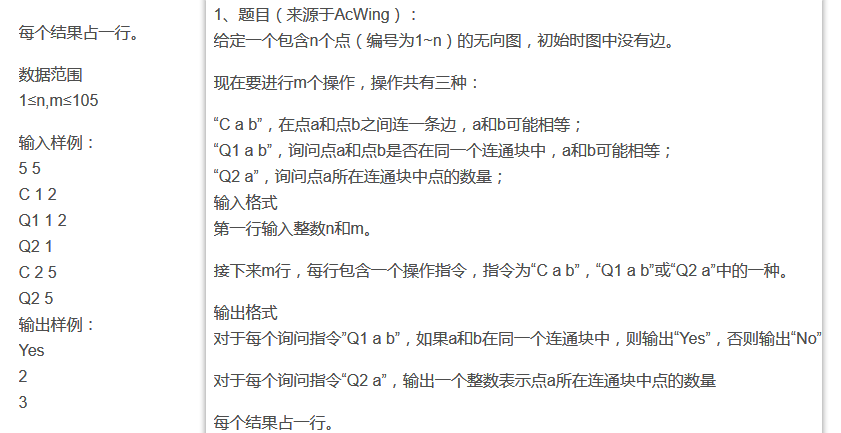 1、题目（来源于AcWing）：
给定一个包含n个点（编号为1~n）的无向图，初始时图中没有边。
现在要进行m个操作，操作共有三种：
“C a b”，在点a和点b之间连一条边，a和b可能相等；
“Q1 a b”，询问点a和点b是否在同一个连通块中，a和b可能相等；
“Q2 a”，询问点a所在连通块中点的数量；
输入格式
第一行输入整数n和m。
接下来m行，每行包含一个操作指令，指令为“C a b”，“Q1 a b”或“Q2 a”中的一种。
输出格式
对于每个询问指令”Q1 a b”，如果a和b在同一个连通块中，则输出“Yes”，否则输出“No”
对于每个询问指令“Q2 a”，输出一个整数表示点a所在连通块中点的数量
每个结果占一行。
每个结果占一行。
数据范围
1≤n,m≤105
输入样例：
5 5
C 1 2
Q1 1 2
Q2 1
C 2 5
Q2 5
输出样例：
Yes
2
3